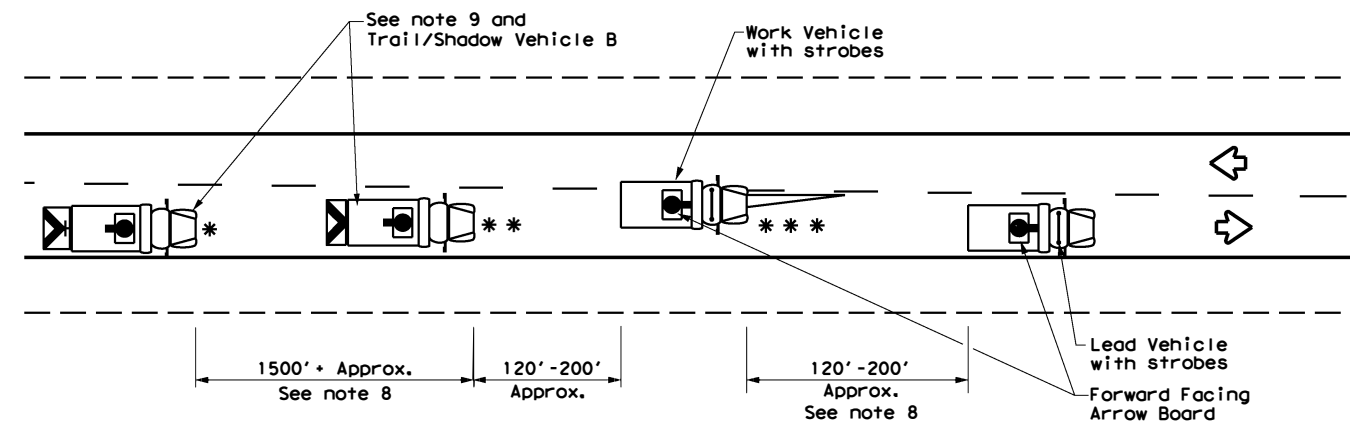 See note 9 and
Trail/Shadow Vehicle B
Work Vehicle
with strobes
*
* *
* * *
1500'+ Approx.
See note 8
120'-200'
Approx.
120'-200'
Approx.
See note 8
Lead Vehicle
with strobes
Forward Facing
Arrow Board